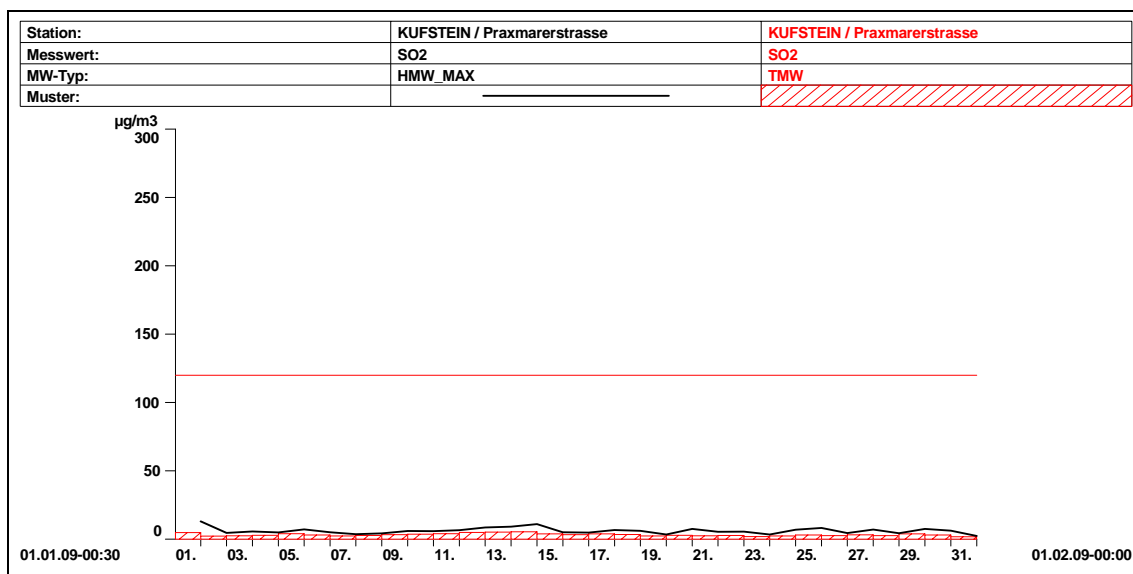 Station: KUFSTEIN / Praxmarerstrasse KUFSTEIN / Praxmarerstrasse
Messwert: SO2 SO2
MW-Typ: HMW_MAX TMW
Muster:
µg/m3
300
250
200
150
100
50
0
01.01.09-00:30 01. 03. 05. 07. 09. 11. 13. 15. 17. 19. 21. 23. 25. 27. 29. 31. 01.02.09-00:00